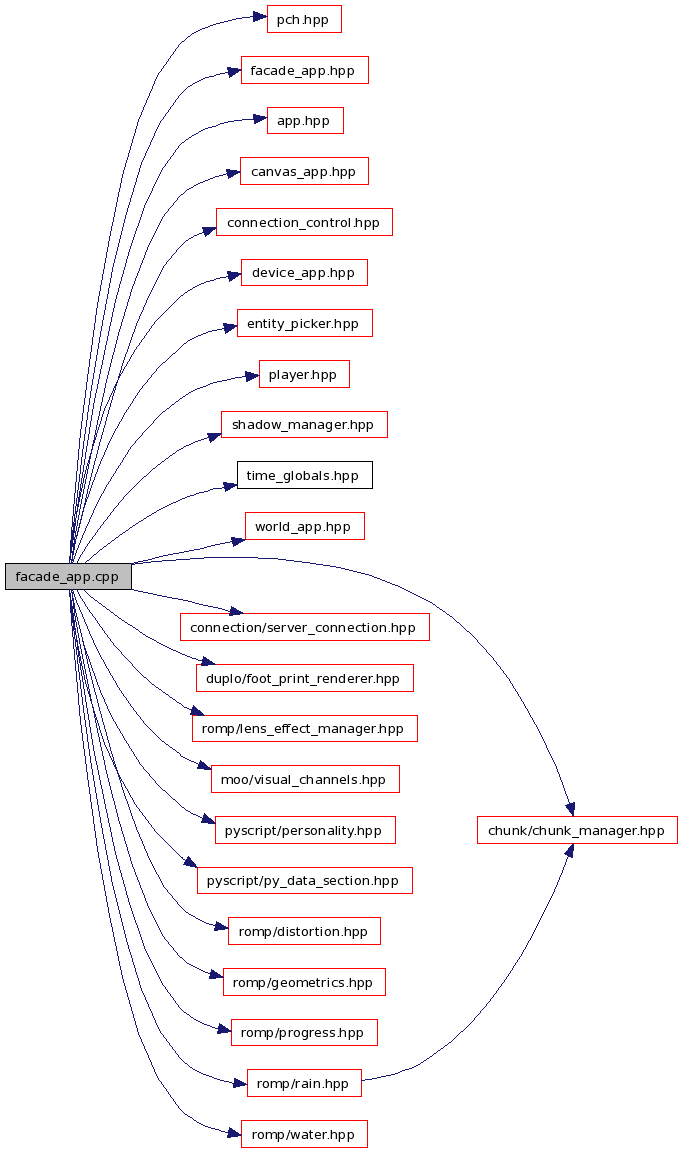 pch.hpp
facade_app.hpp
app.hpp
canvas_app.hpp
connection_control.hpp
device_app.hpp
entity_picker.hpp
player.hpp
shadow_manager.hpp
time_globals.hpp
world_app.hpp
facade_app.cpp
connection/server_connection.hpp
duplo/foot_print_renderer.hpp
romp/lens_effect_manager.hpp
moo/visual_channels.hpp
pyscript/personality.hpp
chunk/chunk_manager.hpp
pyscript/py_data_section.hpp
romp/distortion.hpp
romp/geometrics.hpp
romp/progress.hpp
romp/rain.hpp
romp/water.hpp